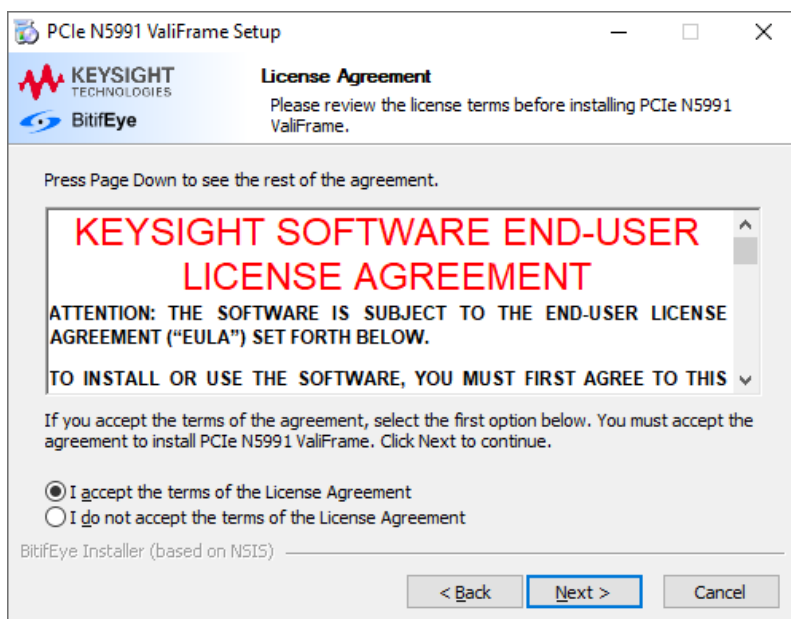 PCIe N5991 ValiFrame Setup
KEYSIGHT
TECHNOLOGIES
BitifEye
License Agreement
Please review the license terms before installing PCIe N5991
ValiFrame.
Press Page Down to see the rest of the agreement.
KEYSIGHT SOFTWARE END-USER
LICENSE AGREEMENT
ATTENTION: THE SOFTWARE IS SUBJECT TO THE END-USER LICENSE
AGREEMENT (“EULA”) SET FORTH BELOW.
TO INSTALL OR USE THE SOFTWARE, YOU MUST FIRST AGREE TO THIS
If you accept the terms of the agreement, select the first option below. You must accept the
agreement to install PCIe N5991 ValiFrame. Click Next to continue.
I accept the terms of the License Agreement
I do not accept the terms of the License Agreement
BitifEye Installer (based on NSIS)
< Back
Next >
Cancel